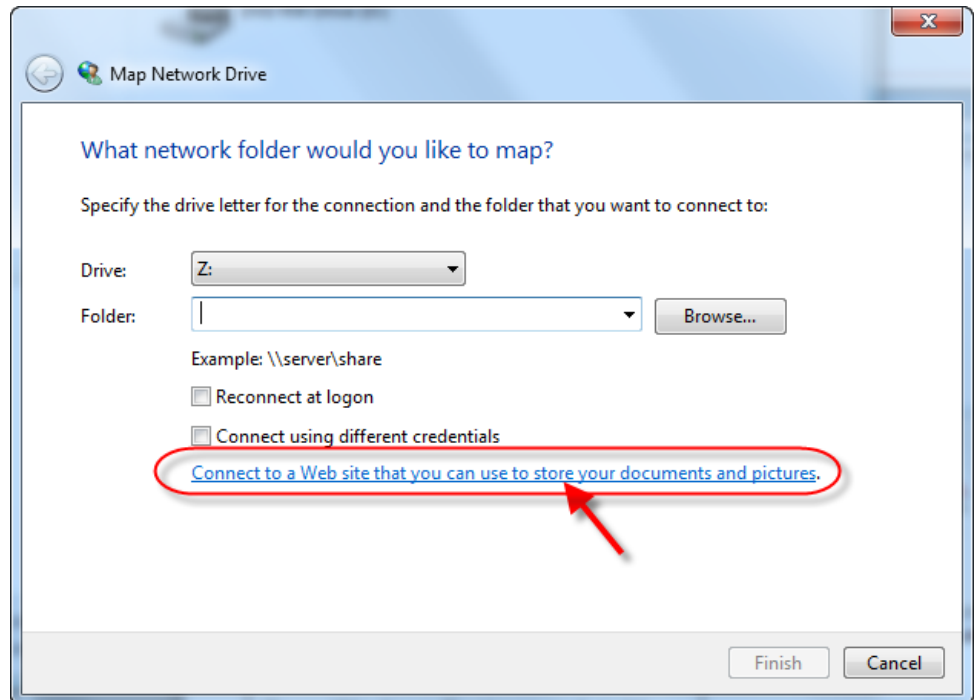 Map Network Drive
What network folder would you like to map?
Specify the drive letter for the connection and the folder that you want to connect to:
Drive: Z:
Folder: Browse...
Example: \\server\share
Reconnect at logon
Connect using different credentials
Connect to a Web site that you can use to store your documents and pictures.
Finish Cancel